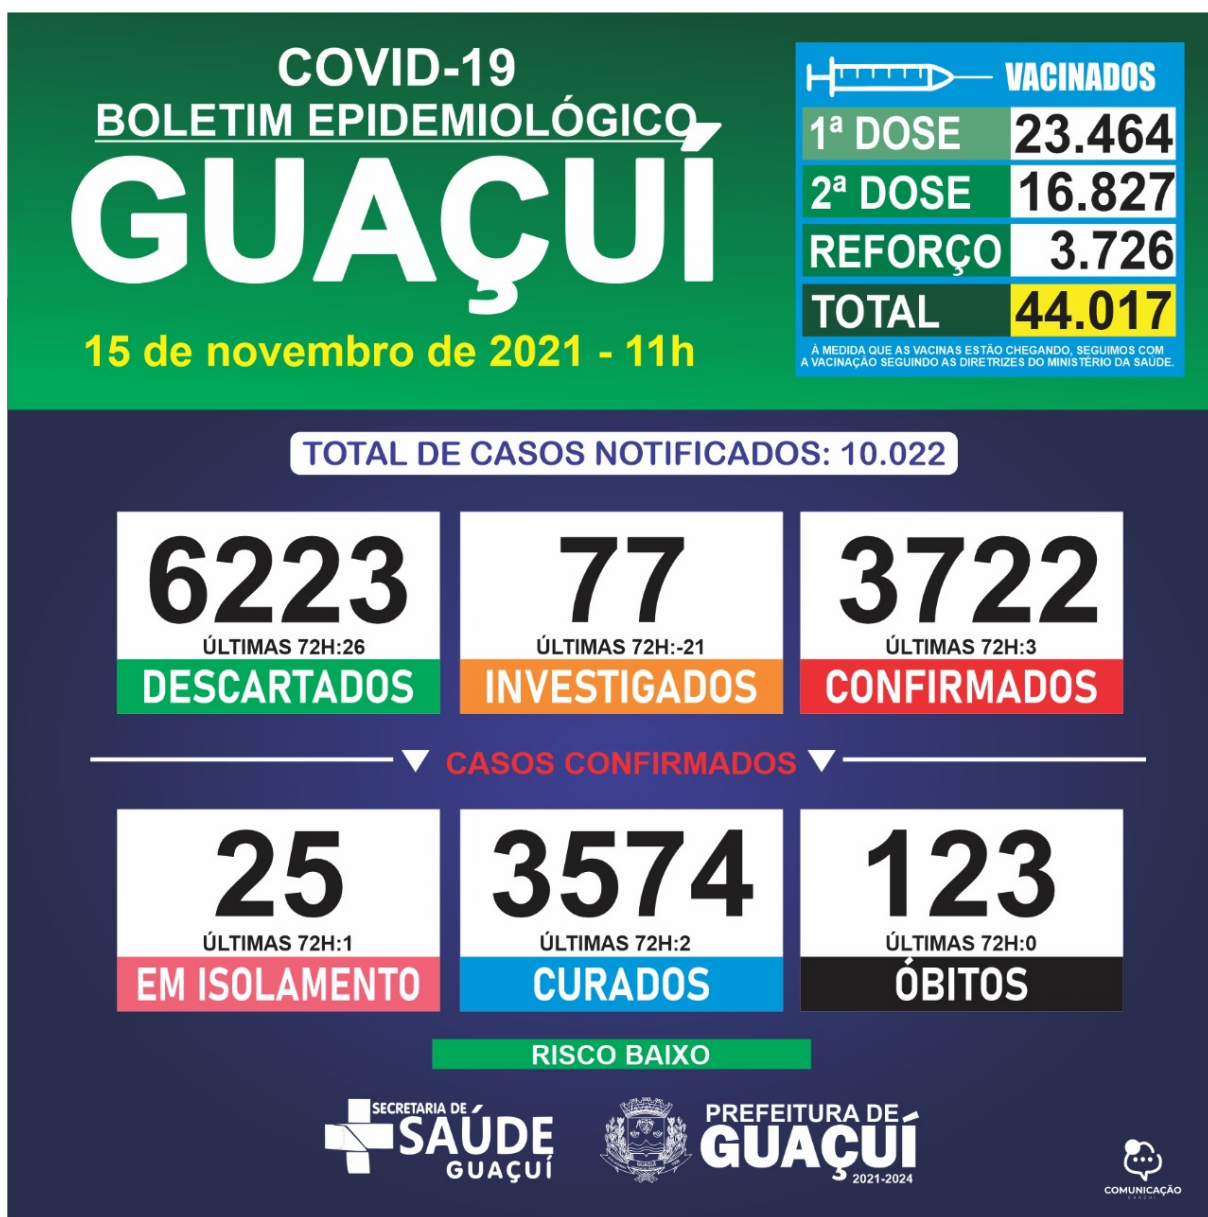 COVID-19
BOLETIM EPIDEMIOLÓGICO
GUAÇUÍ
15 de novembro de 2021 - 11h
VACINADOS
1ª DOSE 23.464
2ª DOSE 16.827
REFORÇO 3.726
TOTAL 44.017
À MEDIDA QUE AS VACINAS ESTÃO CHEGANDO, SEGUIMOS COM
A VACINAÇÃO SEGUINDO AS DIRETRIZES DO MINISTÉRIO DA SAÚDE.
TOTAL DE CASOS NOTIFICADOS: 10.022
6223
ÚLTIMAS 72H:26
DESCARTADOS
77
ÚLTIMAS 72H:-21
INVESTIGADOS
3722
ÚLTIMAS 72H:3
CONFIRMADOS
CASOS CONFIRMADOS
25
ÚLTIMAS 72H:1
EM ISOLAMENTO
3574
ÚLTIMAS 72H:2
CURADOS
123
ÚLTIMAS 72H:0
ÓBITOS
RISCO BAIXO
SECRETARIA DE
SAÚDE
GUAÇUÍ
GUAÇUÍ
PREFEITURA DE
GUAÇUÍ
2021-2024
COMUNICAÇÃO
GUAÇUÍ